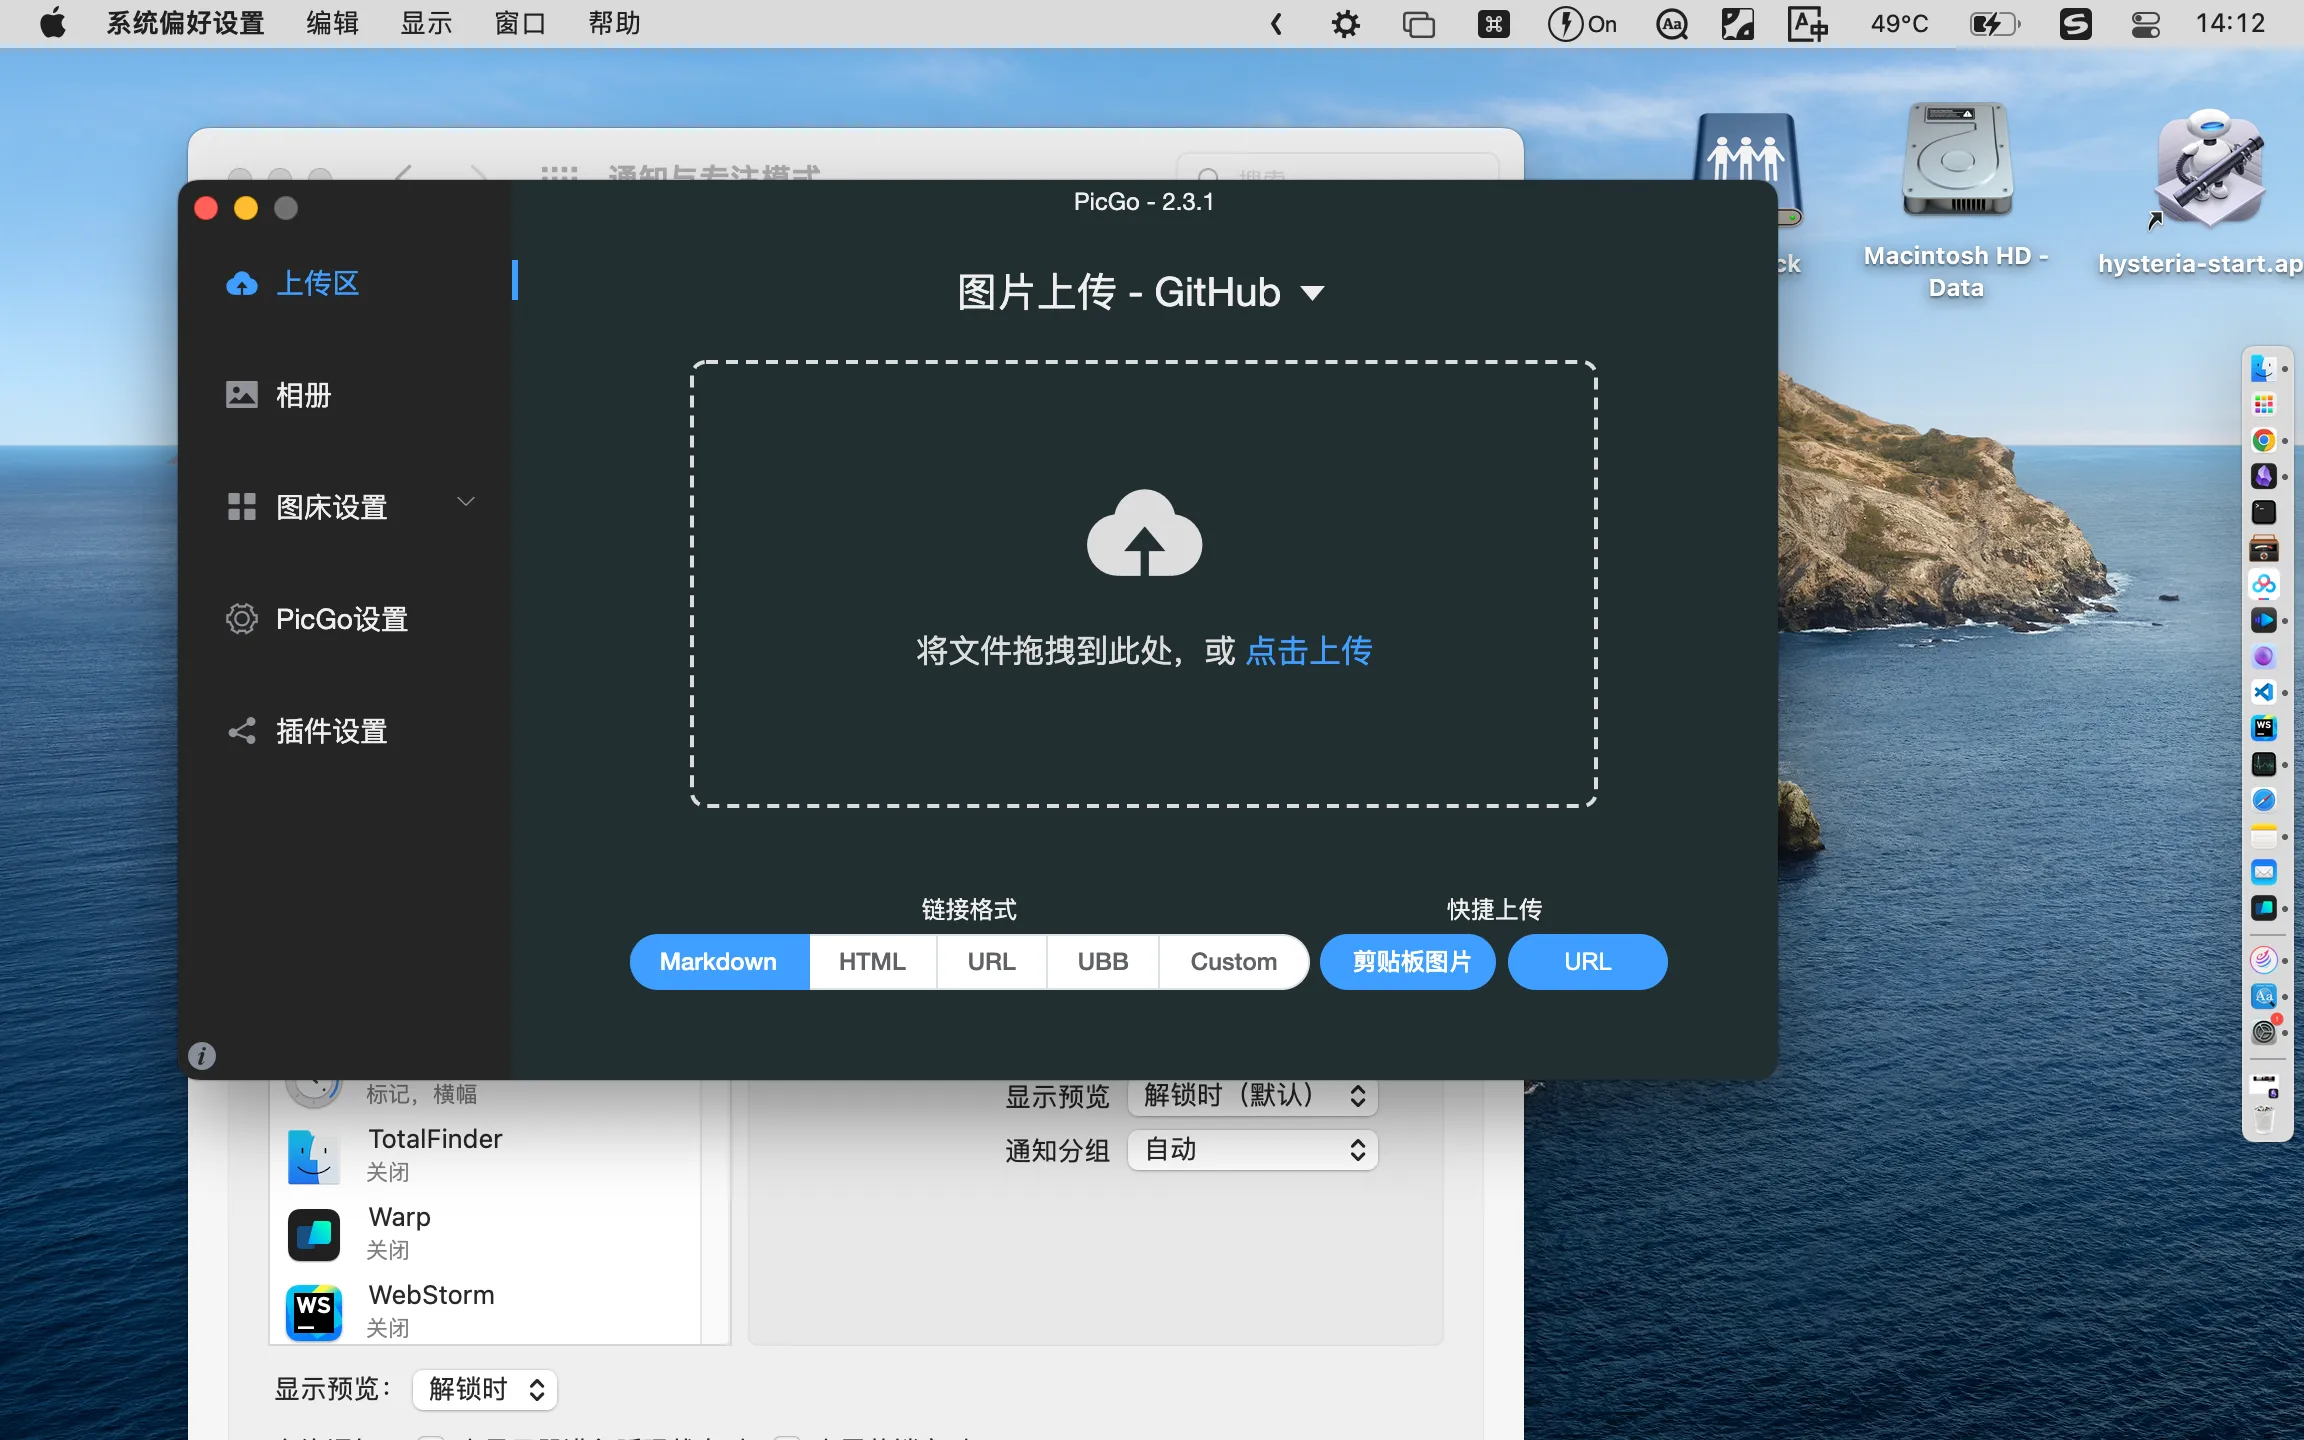 系统偏好设置 编辑 显示 窗口 帮助
On 49°C 14:12
通知与专注模式
搜索
PicGo - 2.3.1
上传区
相册
图床设置
PicGo设置
插件设置
图片上传 - GitHub
将文件拖拽到此处，或 点击上传
链接格式
快捷上传
Markdown HTML URL UBB Custom
剪贴板图片 URL
Macintosh HD -
Data
hysteria-start.ap
ck
标记，横幅
TotalFinder
关闭
Warp
关闭
WebStorm
关闭
显示预览 解锁时（默认）
通知分组 自动
显示预览： 解锁时